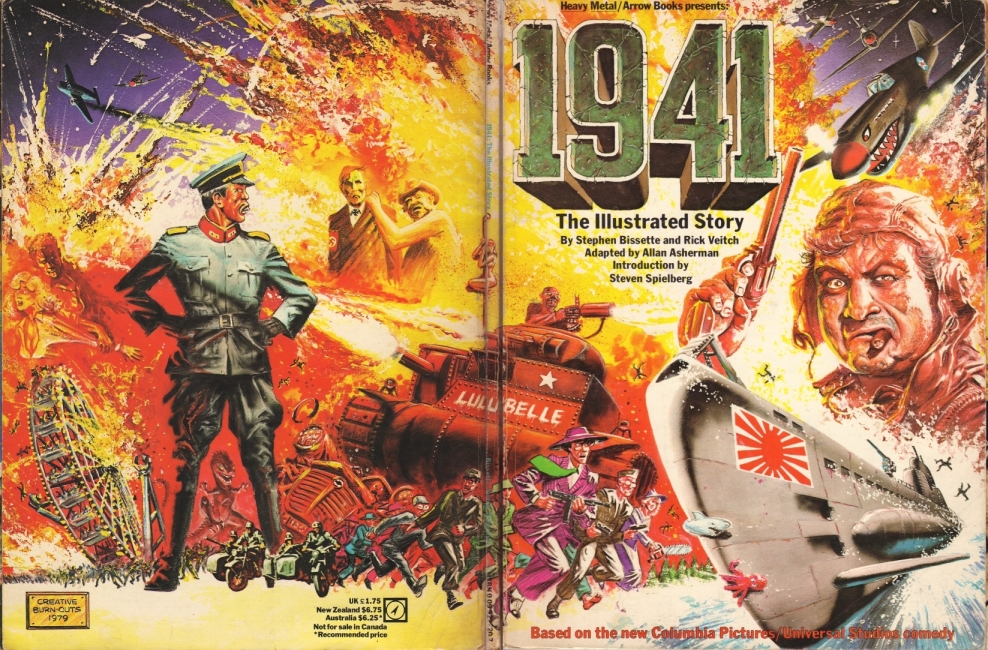 Heavy Metal/Arrow Books presents:
1941
The Illustrated Story
By Stephen Bissette and Rick Veitch
Adapted by Allan Asherman
Introduction by
Steven Spielberg
LULU BELLE
Based on the new Columbia Pictures/Universal Studios comedy
CREATIVE
BURN-OUTS
1979
UK £1.75
New Zealand $6.75
Australia $6.25*
Not for sale in Canada
*Recommended price